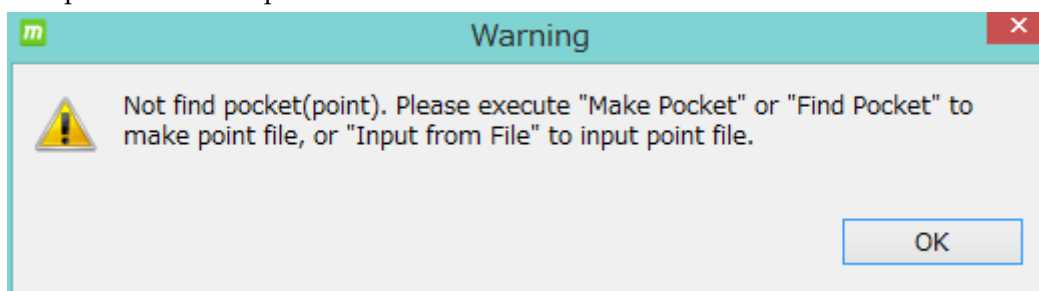 m
Warning
Not find pocket(point). Please execute "Make Pocket" or "Find Pocket" to
make point file, or "Input from File" to input point file.
OK